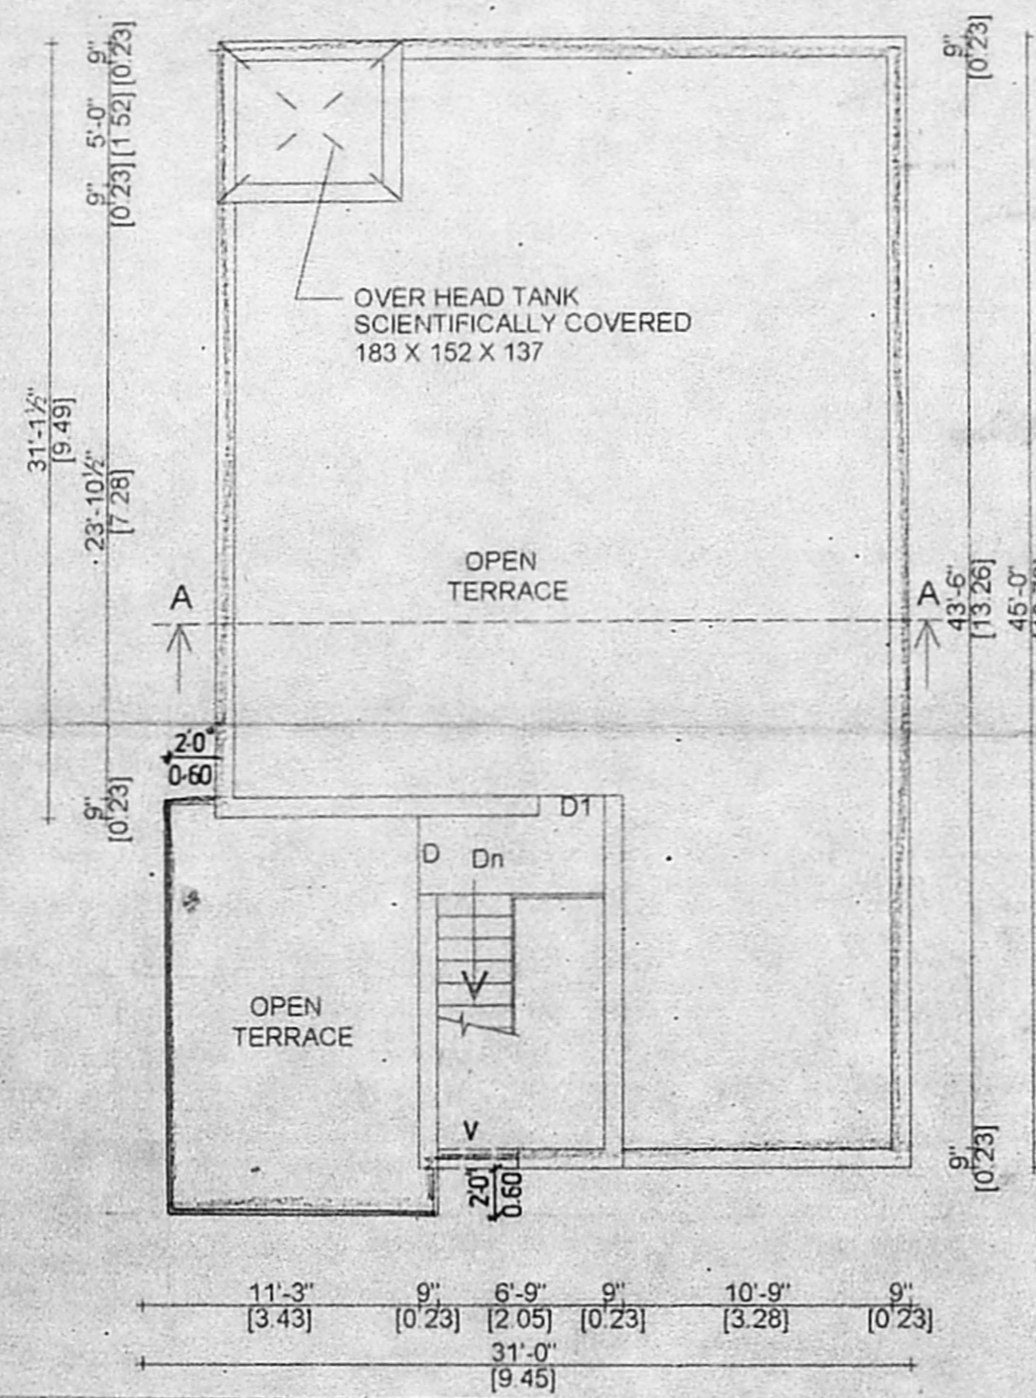 9"
[0.23]
5'-0"
[1.52]
9"
[0.23]
31'-1½"
[9.49]
23'-10½"
[7.28]
9"
[0.23]
9"
[0.23]
43'-6"
[13.26]
45'-0"
9"
[0.23]
OVER HEAD TANK
SCIENTIFICALLY COVERED
183 X 152 X 137
OPEN
TERRACE
A
A
2'-0"
0.60
D1
D
Dn
OPEN
TERRACE
V
2'-0"
0.60
11'-3"
[3.43]
9"
[0.23]
6'-9"
[2.05]
9"
[0.23]
10'-9"
[3.28]
9"
[0.23]
31'-0"
[9.45]